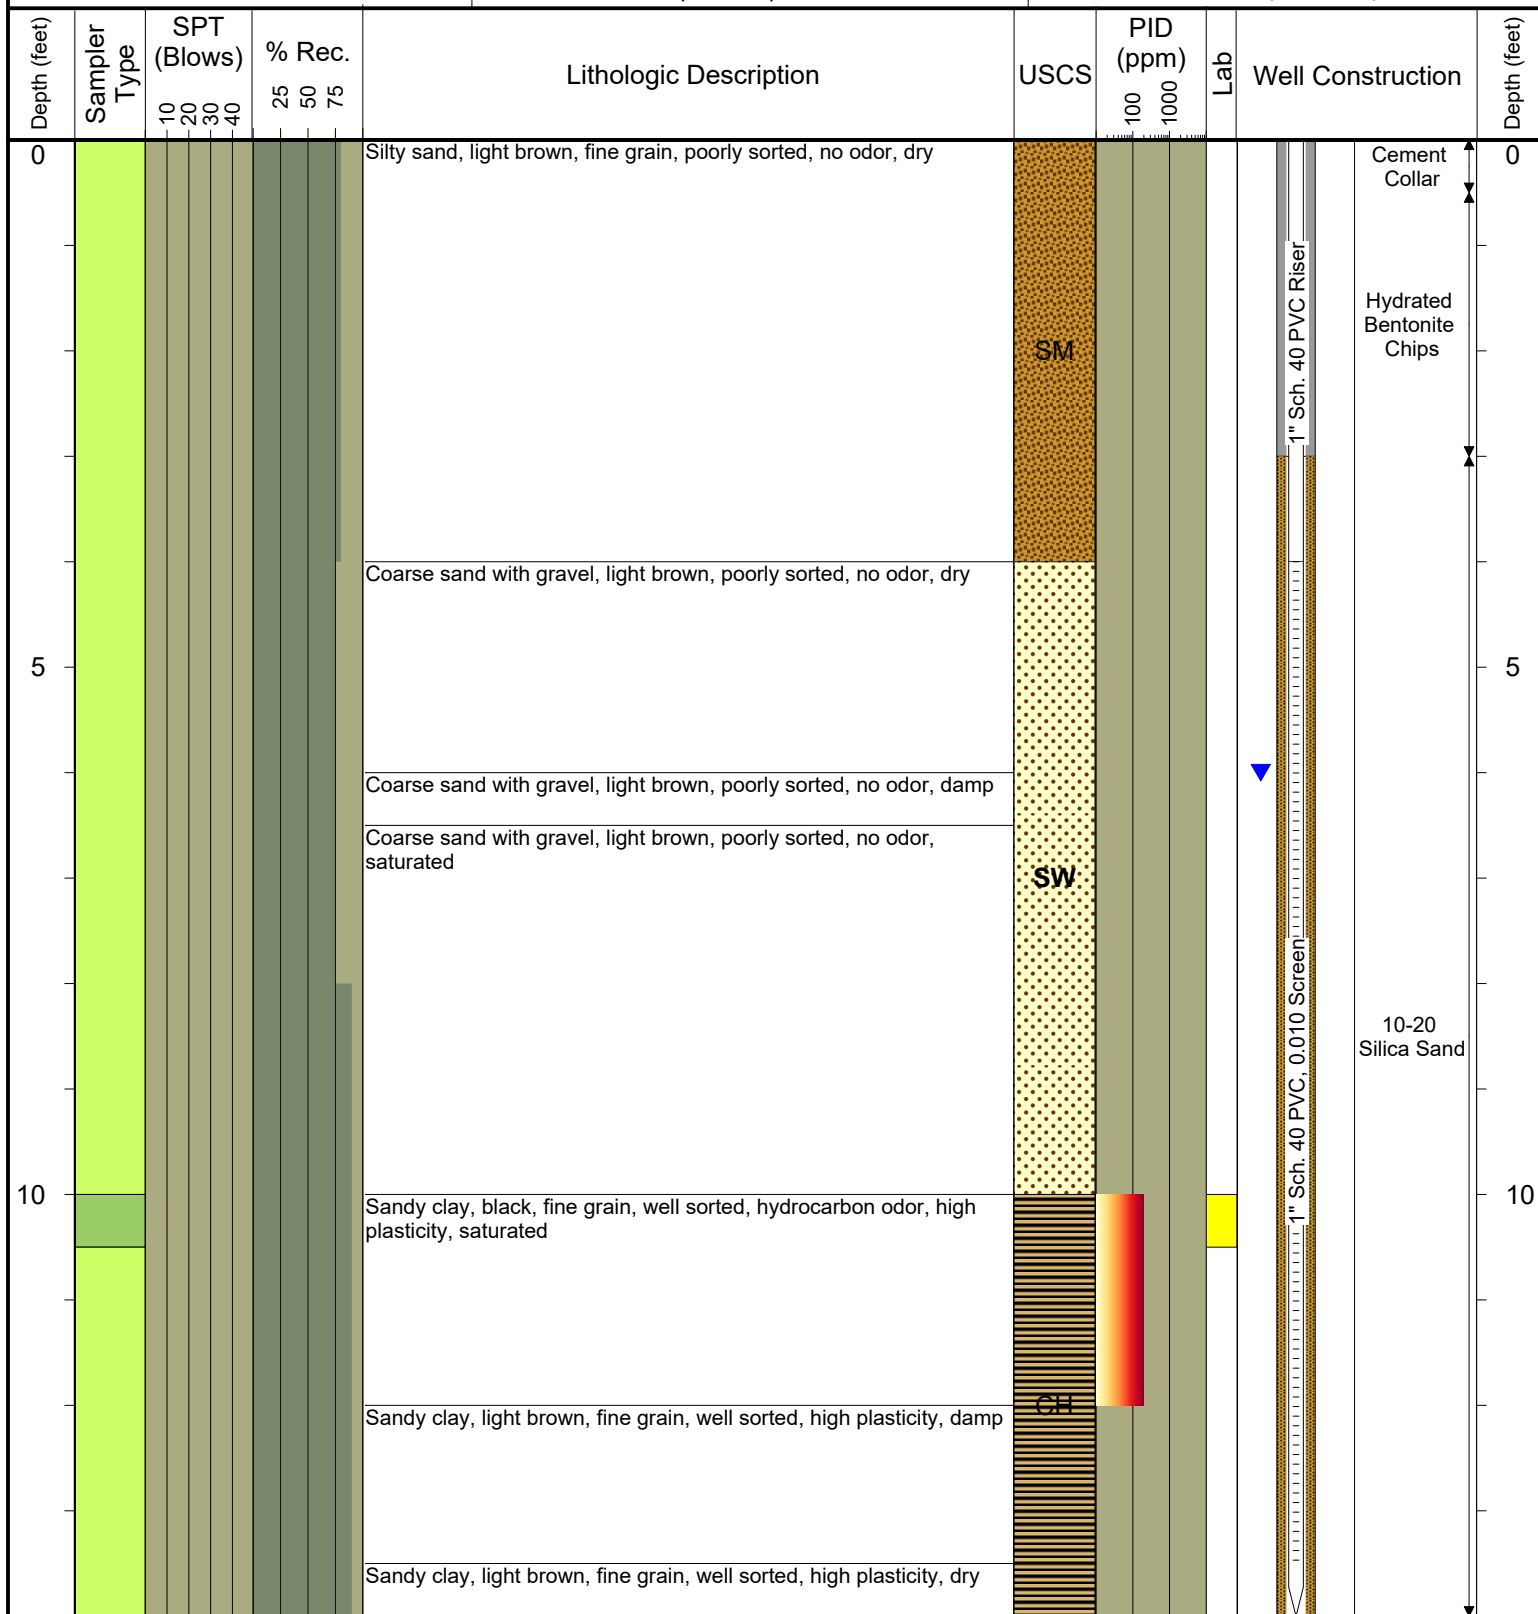 Depth (feet)
Sampler
Type
SPT
(Blows)
10
20
30
40
% Rec.
25
50
75
Lithologic Description
USCS
PID
(ppm)
100
1000
Lab
Well Construction
Depth (feet)
0
Silty sand, light brown, fine grain, poorly sorted, no odor, dry
Cement
Collar
0
1" Sch. 40 PVC Riser
Hydrated
Bentonite
Chips
SM
Coarse sand with gravel, light brown, poorly sorted, no odor, dry
5
5
Coarse sand with gravel, light brown, poorly sorted, no odor, damp
Coarse sand with gravel, light brown, poorly sorted, no odor,
saturated
SW
1" Sch. 40 PVC, 0.010 Screen
10-20
Silica Sand
10
Sandy clay, black, fine grain, well sorted, hydrocarbon odor, high
plasticity, saturated
10
CH
Sandy clay, light brown, fine grain, well sorted, high plasticity, damp
Sandy clay, light brown, fine grain, well sorted, high plasticity, dry